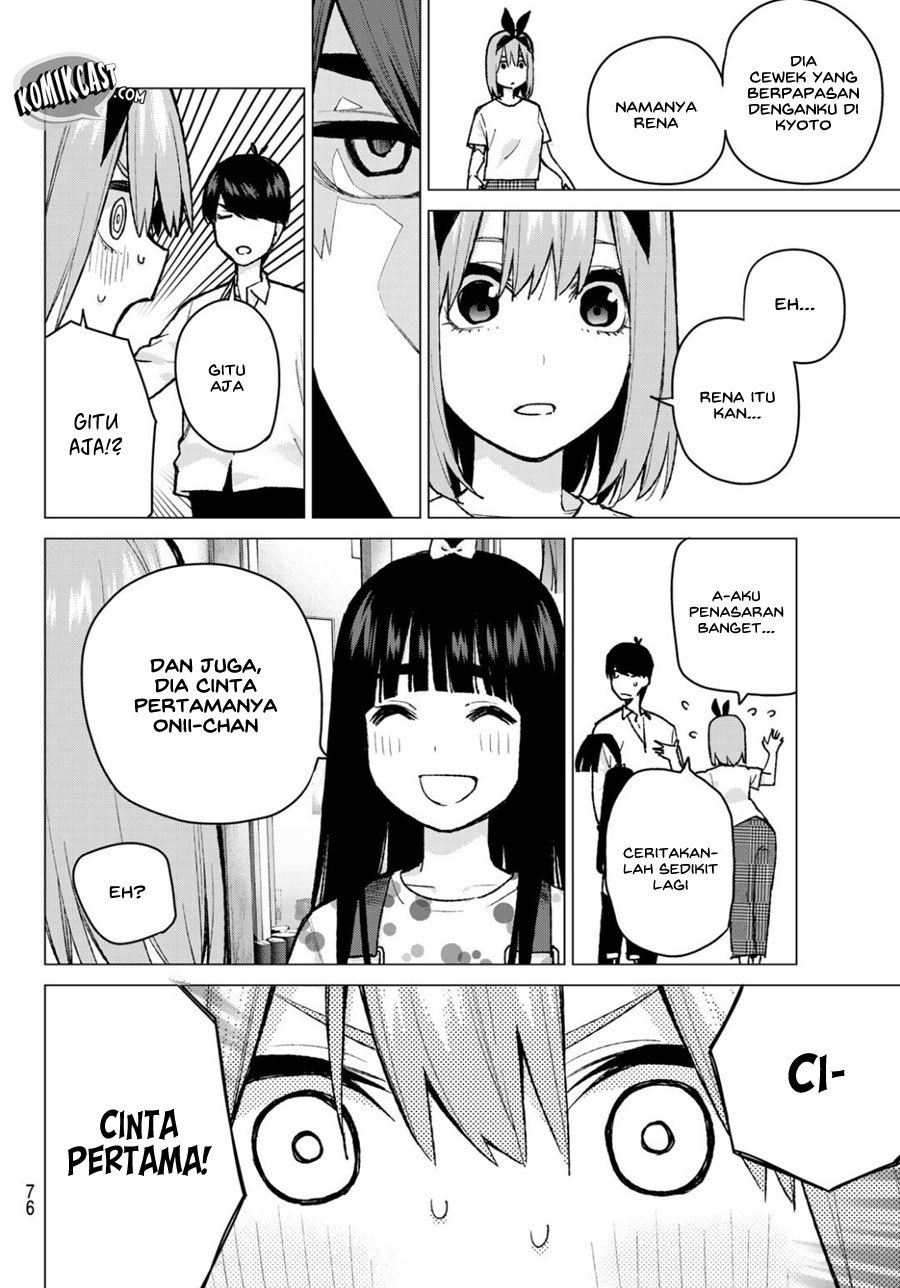 DIA
CEWEK YANG
BERPAPASAN
DENGANKU DI
KYOTO
NAMANYA
RENA
EH...
RENA ITU
KAN...
KOMIKCAST
.COM
GITU
AJA
GITU
AJA!?
A-AKU
PENASARAN
BANGET...
CERITAKAN-
LAH SEDIKIT
LAGI
DAN JUGA,
DIA CINTA
PERTAMANYA
ONII-CHAN
EH?
CI-
CINTA
PERTAMA!
76